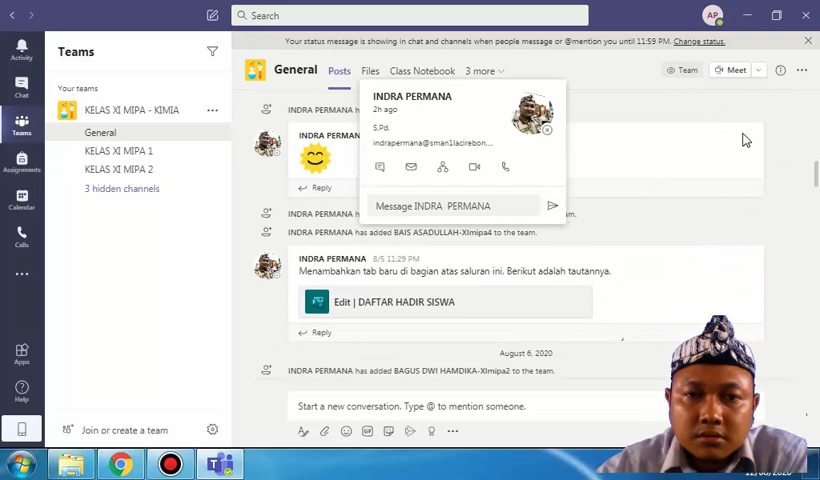 Search
AP
Your status message is showing in chat and channels when people message or @mention you until 11:59 PM. Change status.
Activity
Chat
Teams
Assignments
Calendar
Calls
Apps
Help
Teams
Your teams
KELAS XI MIPA - KIMIA
General
KELAS XI MIPA 1
KELAS XI MIPA 2
3 hidden channels
Join or create a team
General
Posts
Files
Class Notebook
3 more
Team
Meet
INDRA PERMANA
INDRA PERMANA
2h ago
S.Pd.
indrapermana@sman1lacirebon....
Message INDRA PERMANA
INDRA PERMAN
Reply
INDRA PERMANA
INDRA PERMANA has added BAIS ASADULLAH-XImipa4 to the team.
INDRA PERMANA 8/5 11:29 PM
Menambahkan tab baru di bagian atas saluran ini. Berikut adalah tautannya.
Edit | DAFTAR HADIR SISWA
Reply
August 6, 2020
INDRA PERMANA has added BAGUS DWI HAMDIKA-XImipa2 to the team.
Start a new conversation. Type @ to mention someone.